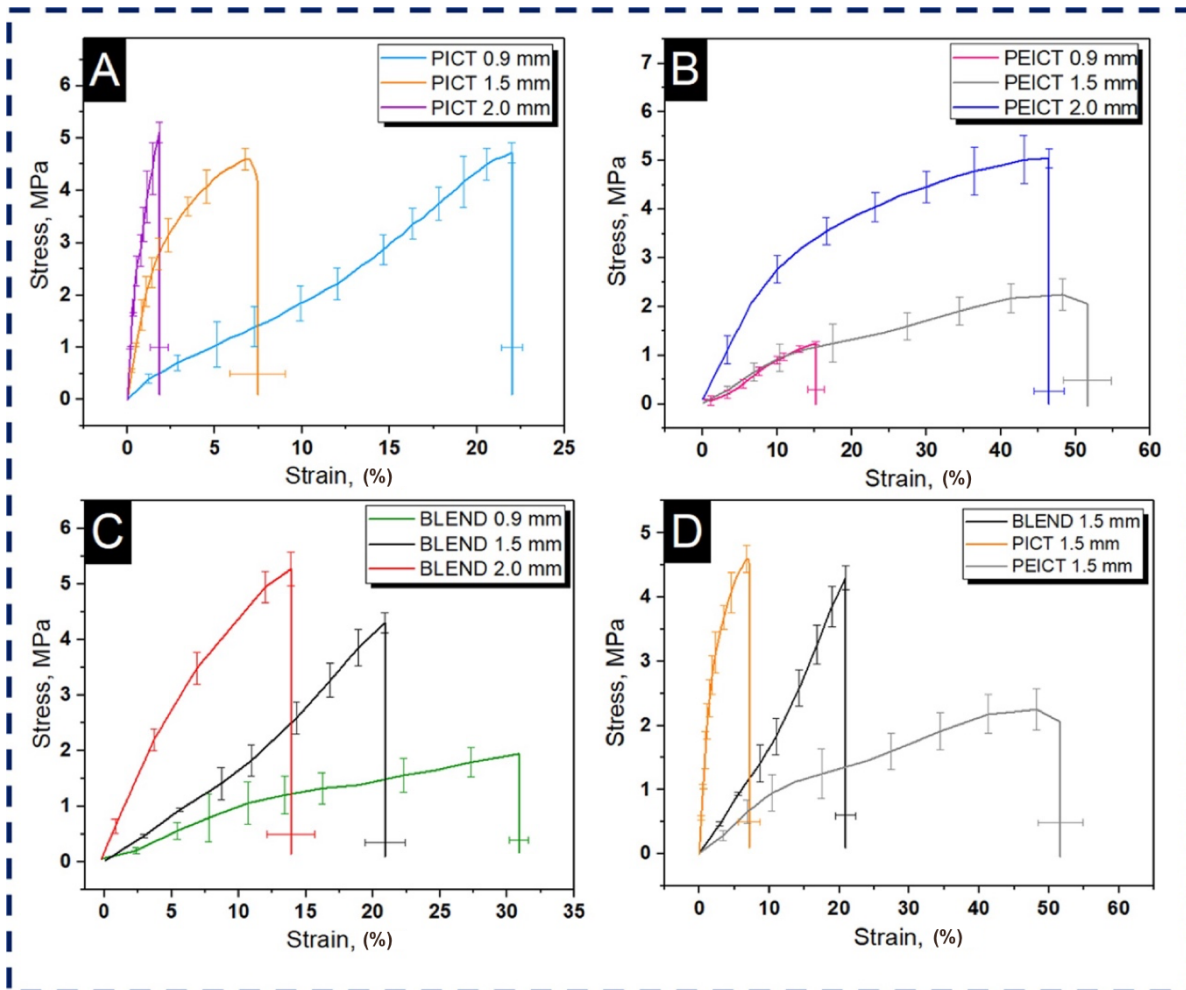 A
PICT 0.9 mm
PICT 1.5 mm
PICT 2.0 mm
6
5
4
3
2
1
0
Stress, MPa
0 5 10 15 20 25
Strain, (%)
B
PEICT 0.9 mm
PEICT 1.5 mm
PEICT 2.0 mm
7
6
5
4
3
2
1
0
Stress, MPa
0 10 20 30 40 50 60
Strain, (%)
C
BLEND 0.9 mm
BLEND 1.5 mm
BLEND 2.0 mm
6
5
4
3
2
1
0
Stress, MPa
0 5 10 15 20 25 30 35
Strain, (%)
D
BLEND 1.5 mm
PICT 1.5 mm
PEICT 1.5 mm
5
4
3
2
1
0
Stress, MPa
0 10 20 30 40 50 60
Strain, (%)